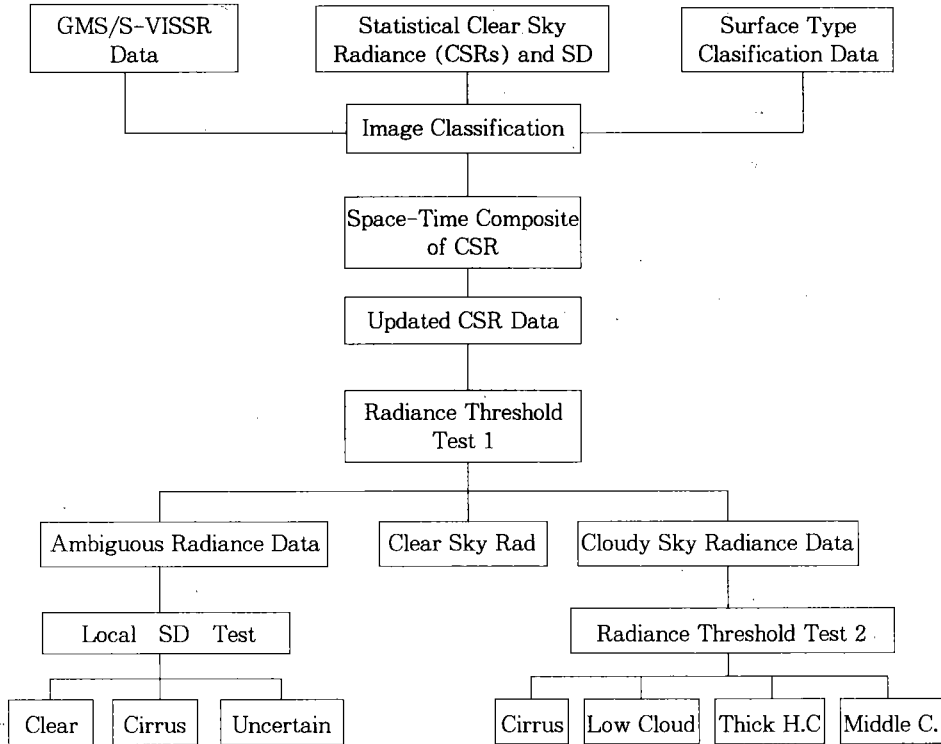 GMS/S-VISSR
Data
Statistical Clear Sky
Radiance (CSRs) and SD
Surface Type
Clasification Data
Image Classification
Space-Time Composite
of CSR
Updated CSR Data
Radiance Threshold
Test 1
Ambiguous Radiance Data
Clear Sky Rad
Cloudy Sky Radiance Data
Local SD Test
Radiance Threshold Test 2
Clear
Cirrus
Uncertain
Cirrus
Low Cloud
Thick H.C
Middle C.